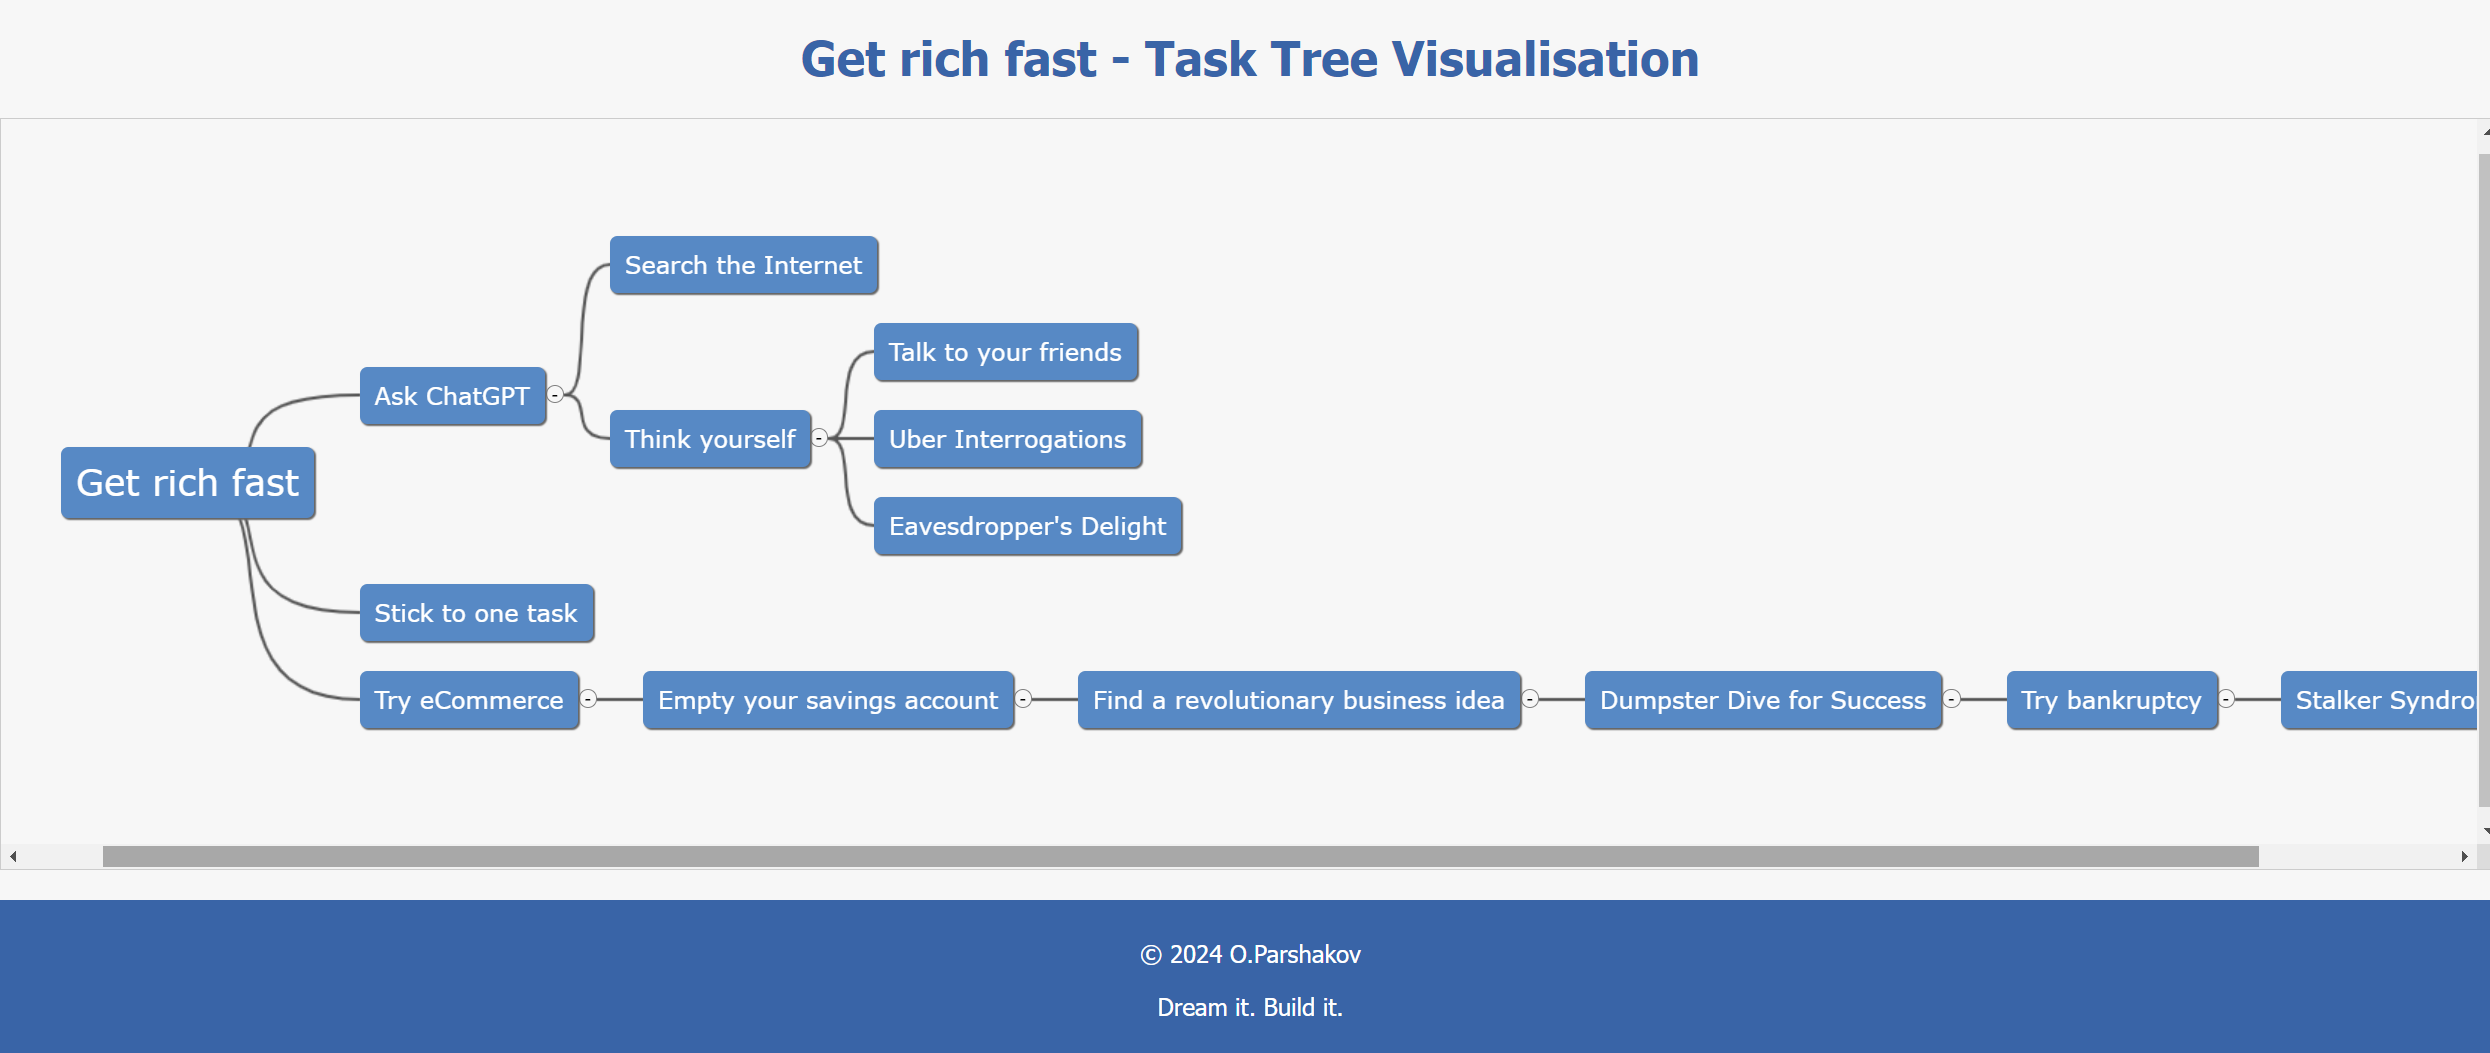 Get rich fast - Task Tree Visualisation
Search the Internet
Talk to your friends
Ask ChatGPT
-
Think yourself
-
Uber Interrogations
Get rich fast
Eavesdropper's Delight
Stick to one task
Try eCommerce
-
Empty your savings account
-
Find a revolutionary business idea
-
Dumpster Dive for Success
-
Try bankruptcy
-
Stalker
© 2024 O.Parshakov
Dream it. Build it.